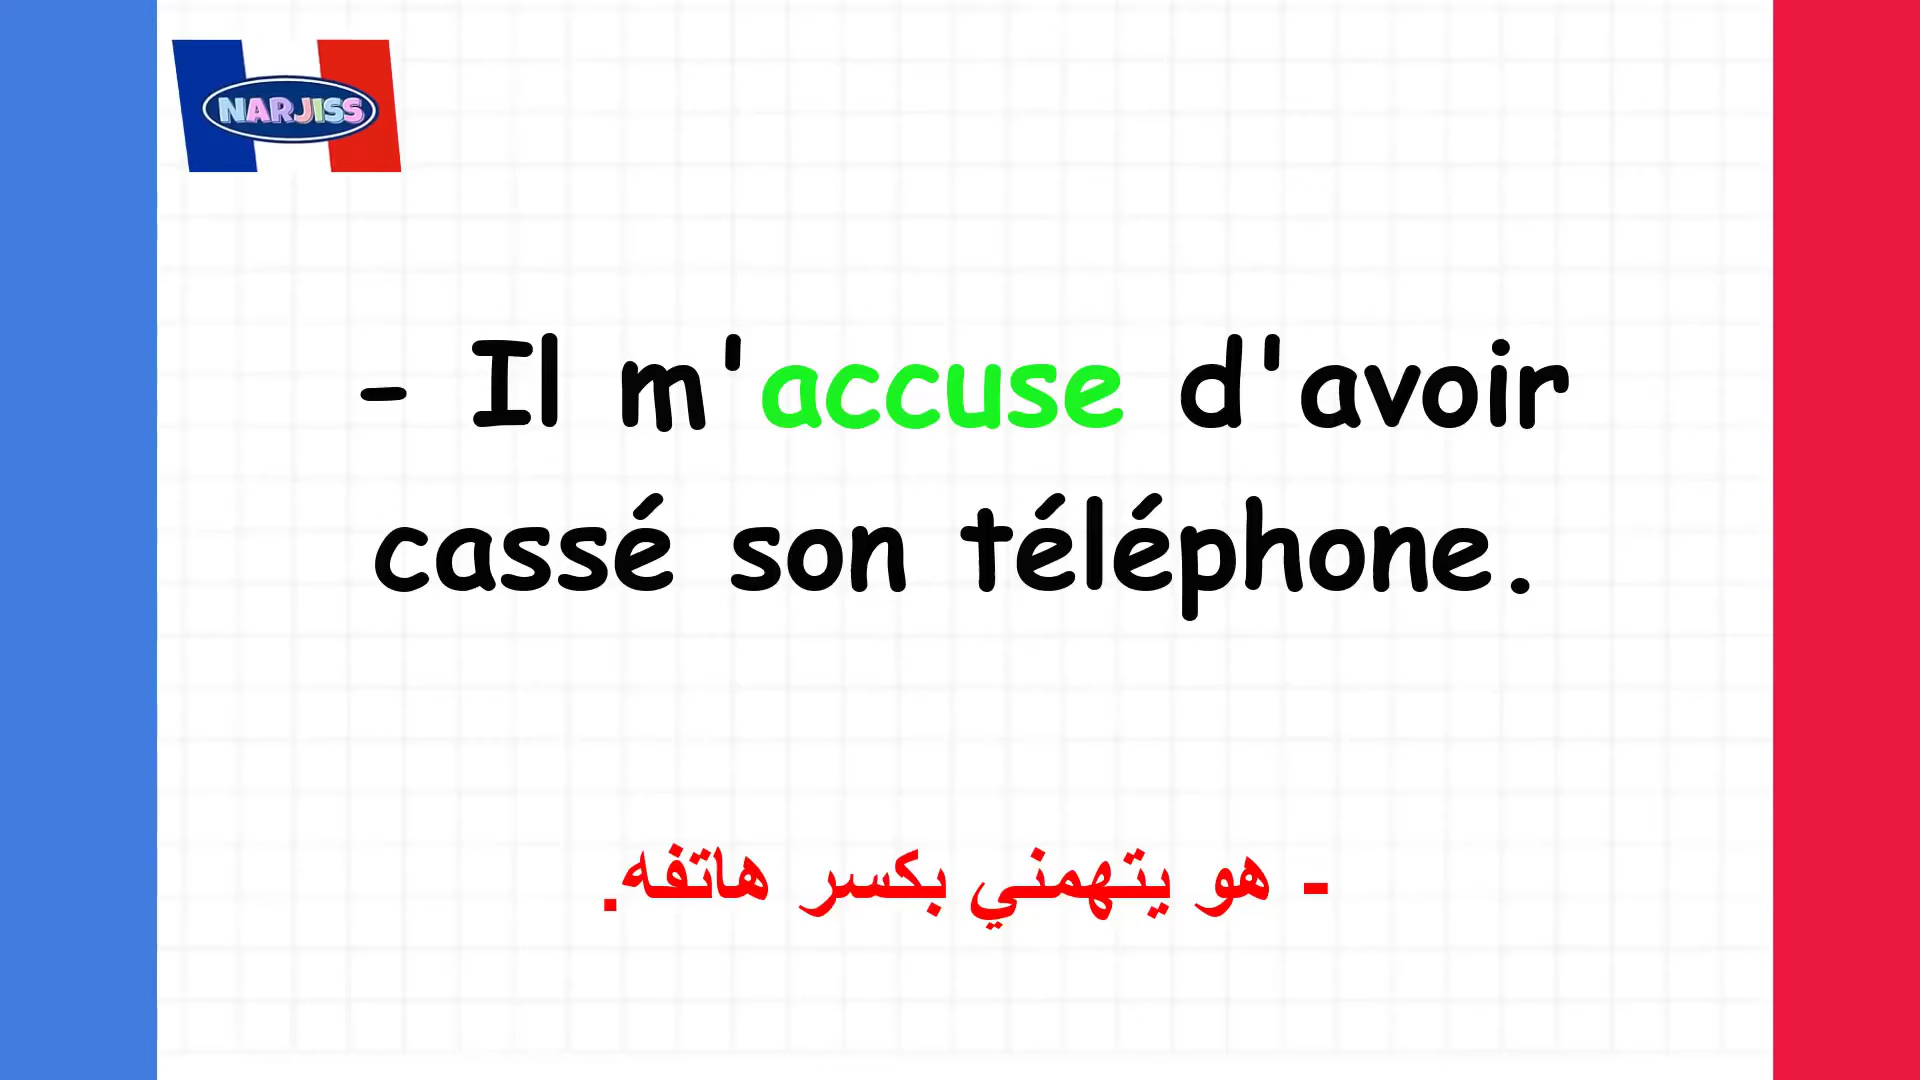 NARJISS
- Il m'accuse d'avoir
cassé son téléphone.
- هو يتهمني بكسر هاتفه.